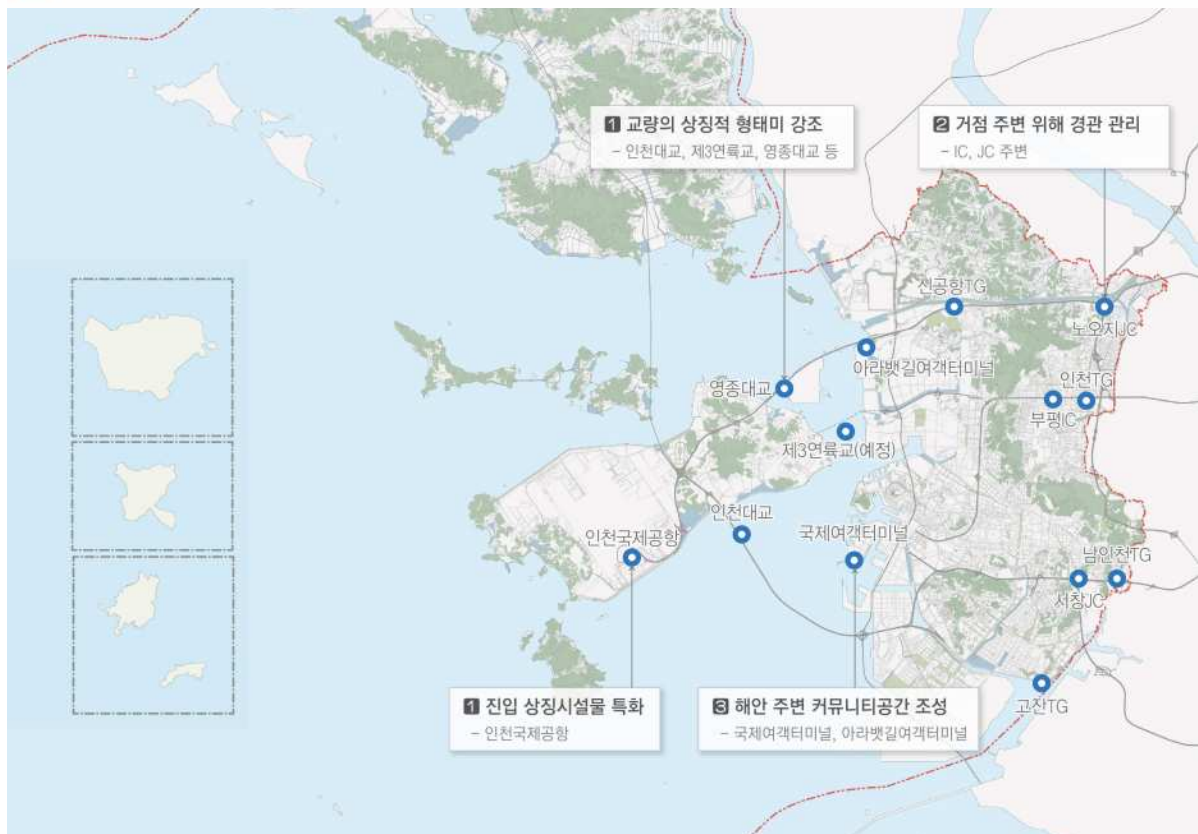 1 교량의 상징적 형태미 강조
– 인천대교, 제3연륙교, 영종대교 등
2 거점 주변 위해 경관 관리
– IC, JC 주변
신공항TG
노오지JC
아라뱃길여객터미널
인천TG
영종대교
부평IC
제3연륙교(예정)
인천대교
국제여객터미널
인천국제공항
남인천TG
서창JC
고잔TG
1 진입 상징시설물 특화
– 인천국제공항
3 해안 주변 커뮤니티공간 조성
– 국제여객터미널, 아라뱃길여객터미널